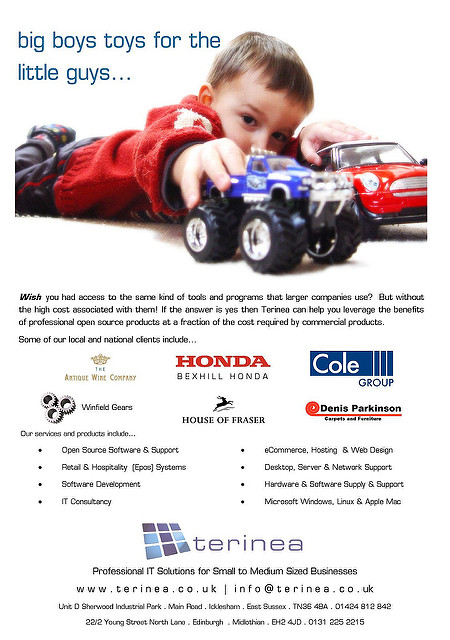 big boys toys for the
little guys...
Wish you had access to the same kind of tools and programs that larger companies use? But without
the high cost associated with them! If the answer is yes then Terinea can help you leverage the benefits
of professional open source products at a fraction of the cost required by commercial products.
Some of our local and national clients include...
THE
ANTIQUE WINE COMPANY
HONDA
BEXHILL HONDA
Cole
GROUP
Winfield Gears
HOUSE OF FRASER
Denis Parkinson
Carpets and Furniture
Our services and products include...
• Open Source Software & Support
• Retail & Hospitality (Epos) Systems
• Software Development
• IT Consultancy
• eCommerce, Hosting & Web Design
• Desktop, Server & Network Support
• Hardware & Software Supply & Support
• Microsoft Windows, Linux & Apple Mac
terinea
Professional IT Solutions for Small to Medium Sized Businesses
www.terinea.co.uk | info@terinea.co.uk
Unit D Sherwood Industrial Park . Main Road . Icklesham . East Sussex . TN36 4BA . 01424 812 842
22/2 Young Street North Lane . Edinburgh . Midlothian . EH2 4JD . 0131 225 2215